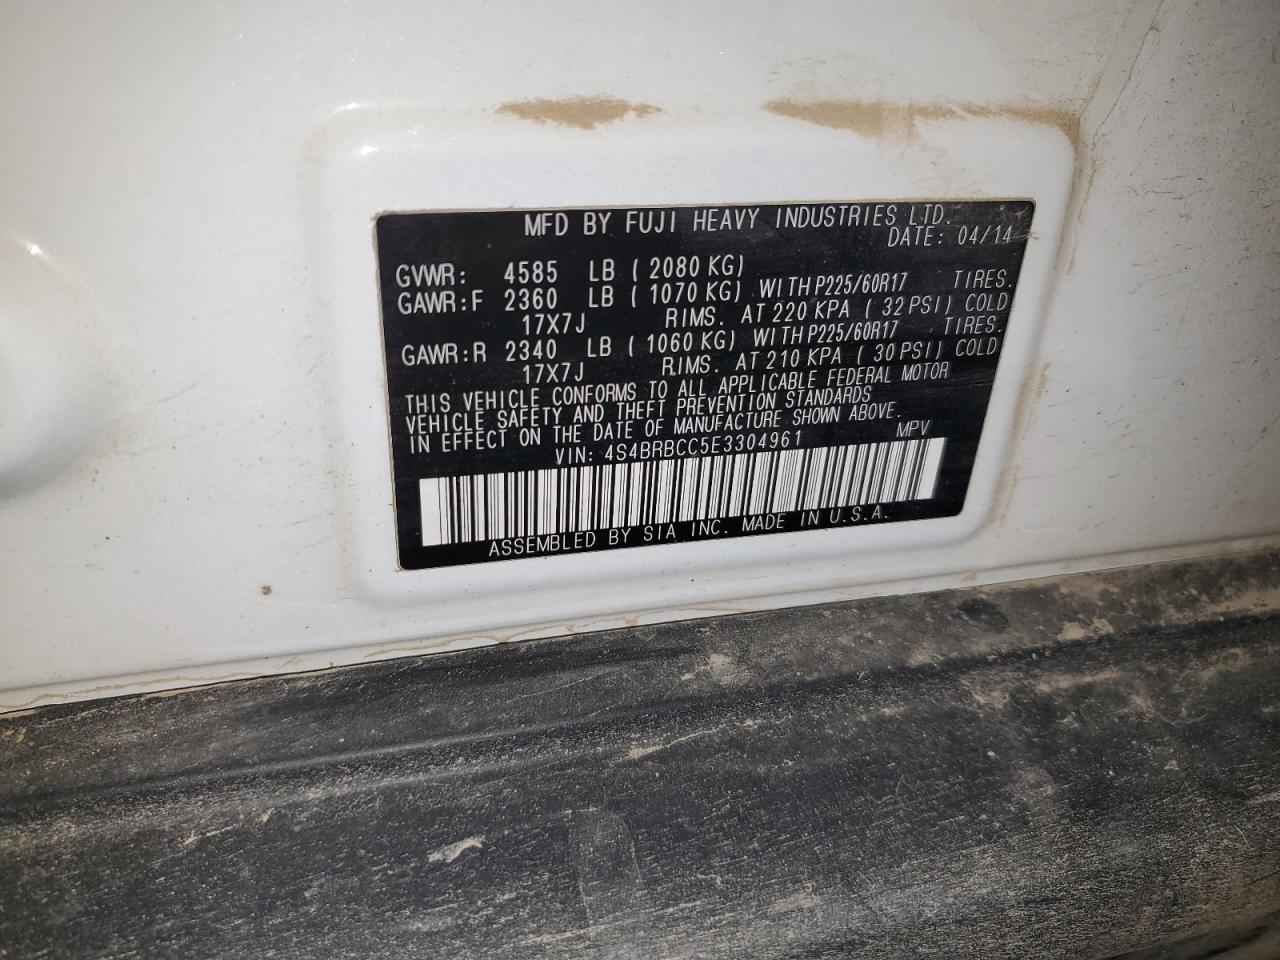 MFD BY FUJI HEAVY INDUSTRIES LTD.
DATE: 04/14
GVWR: 4585 LB ( 2080 KG)
GAWR:F 2360 LB ( 1070 KG) WITH P225/60R17 TIRES.
17X7J RIMS. AT 220 KPA ( 32 PSI) COLD
GAWR:R 2340 LB ( 1060 KG) WITH P225/60R17 TIRES.
17X7J RIMS. AT 210 KPA ( 30 PSI) COLD
THIS VEHICLE CONFORMS TO ALL APPLICABLE FEDERAL MOTOR
VEHICLE SAFETY AND THEFT PREVENTION STANDARDS
IN EFFECT ON THE DATE OF MANUFACTURE SHOWN ABOVE.
VIN: 4S4BRBCC5E3304961 MPV
ASSEMBLED BY SIA INC. MADE IN U.S.A.